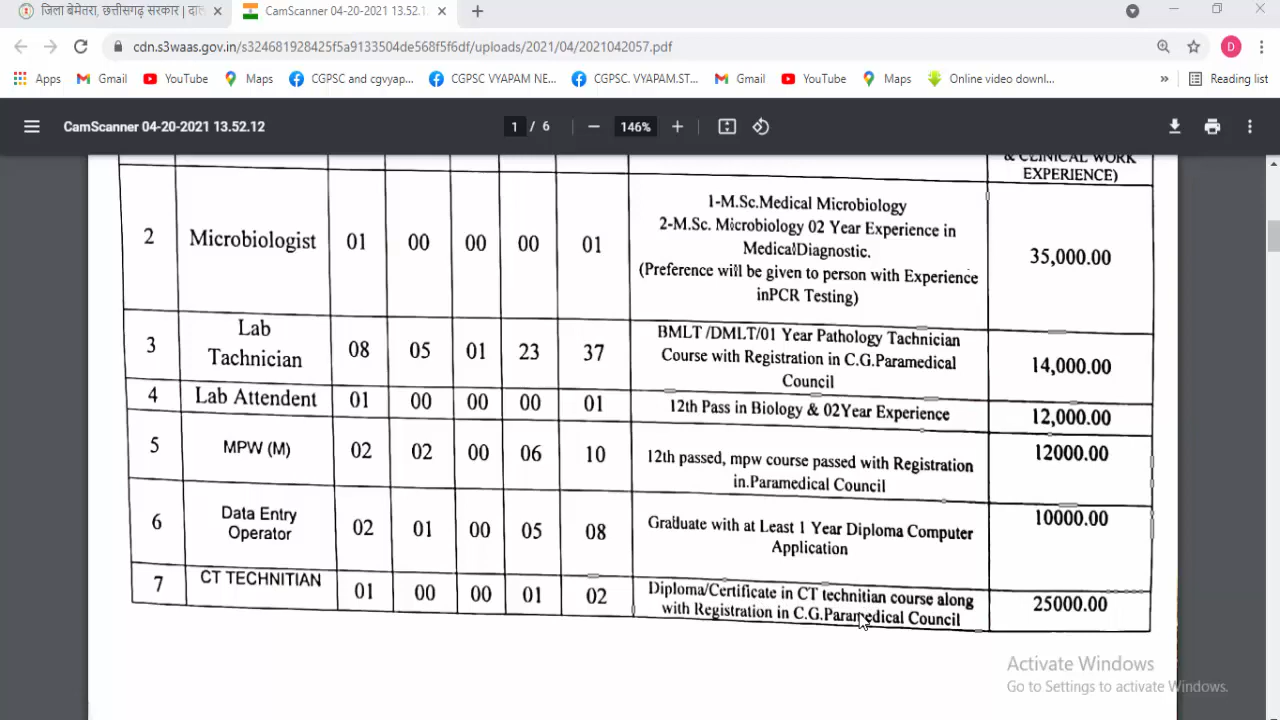 जिला बेमेतरा, छत्तीसगढ़ सरकार | दा
CamScanner 04-20-2021 13.52.1
cdn.s3waas.gov.in/s324681928425f5a9133504de568f5f6df/uploads/2021/04/2021042057.pdf
D
Apps Gmail YouTube Maps CGPSC and cgvyap... CGPSC VYAPAM NE... CGPSC. VYAPAM.ST... Gmail YouTube Maps Online video downl... » Reading list
CamScanner 04-20-2021 13.52.12
1 / 6 146%
& CLINICAL WORK
EXPERIENCE)
2 Microbiologist 01 00 00 00 01
1-M.Sc.Medical Microbiology
2-M.Sc. Microbiology 02 Year Experience in
MedicalDiagnostic.
(Preference will be given to person with Experience
inPCR Testing)
35,000.00
3 Lab
Tachnician
08 05 01 23 37
BMLT /DMLT/01 Year Pathology Tachnician
Course with Registration in C.G.Paramedical
Council
14,000.00
4 Lab Attendent 01 00 00 00 01 12th Pass in Biology & 02Year Experience 12,000.00
5 MPW (M) 02 02 00 06 10
12th passed, mpw course passed with Registration
in.Paramedical Council
12000.00
6 Data Entry
Operator
02 01 00 05 08
Graduate with at Least 1 Year Diploma Computer
Application
10000.00
7 CT TECHNITIAN 01 00 00 01 02
Diploma/Certificate in CT technitian course along
with Registration in C.G.Paramedical Council
25000.00
Activate Windows
Go to Settings to activate Windows.